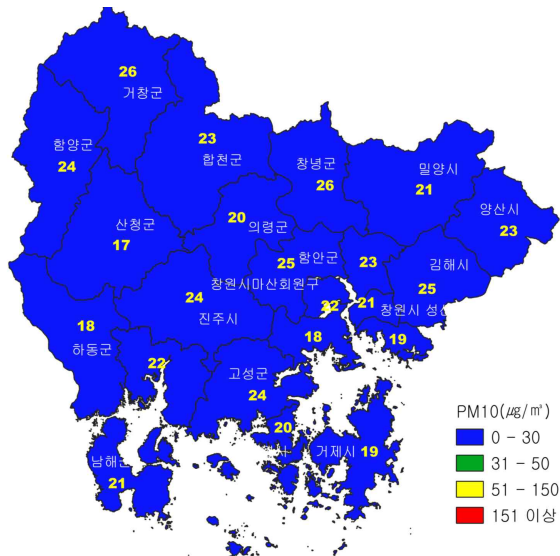 26
거창군
함양군
24
23
합천군
창녕군
26
밀양시
21
양산시
23
산청군
17
20
의령군
함안군
25
23
김해시
25
창원시마산회원구
24
진주시
22
21
창원시 성산
18
하동군
18
19
22
고성군
24
20
거제시 19
남해군
21
PM10(㎍/㎥)
0 - 30
31 - 50
51 - 150
151 이상